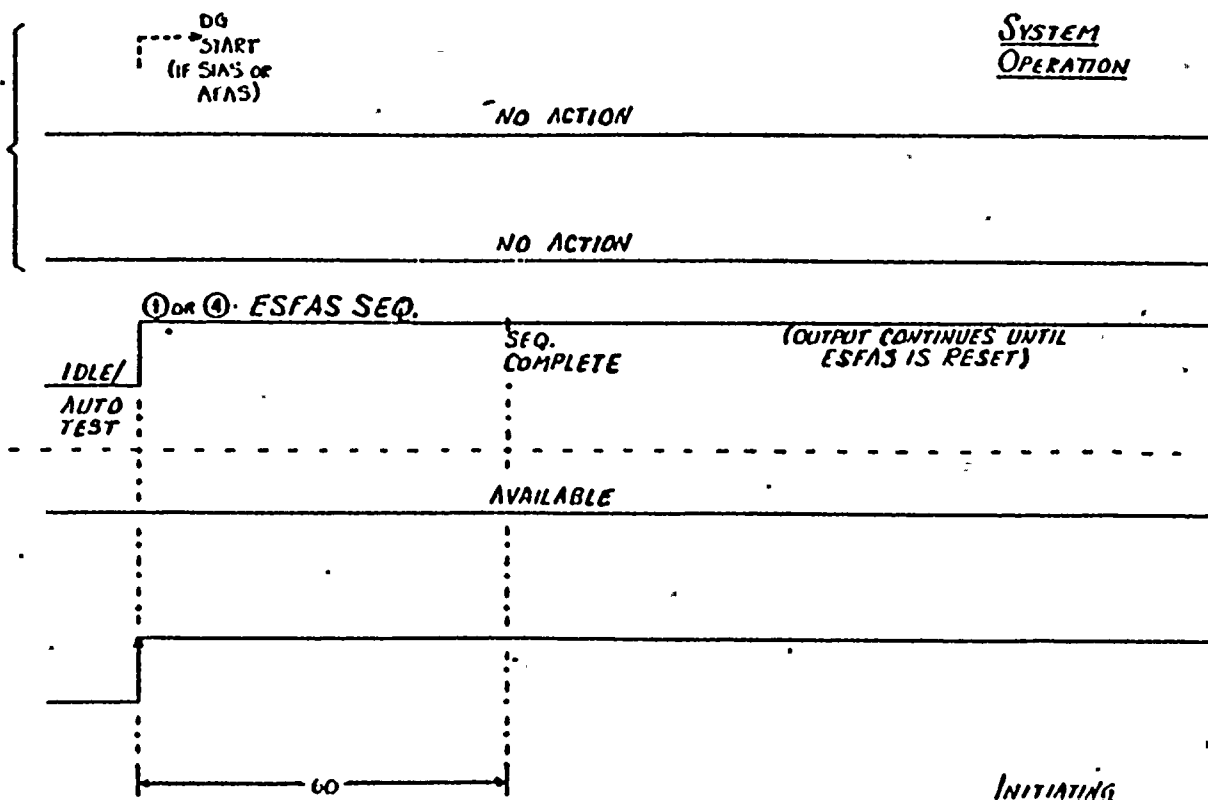 DG
START
(IF SIAS OR
AFAS)
SYSTEM
OPERATION
NO ACTION
NO ACTION
① OR ④. ESFAS SEQ.
SEQ.
COMPLETE
(OUTPUT CONTINUES UNTIL
ESFAS IS RESET)
IDLE/
AUTO
TEST
AVAILABLE
60
INITIATING